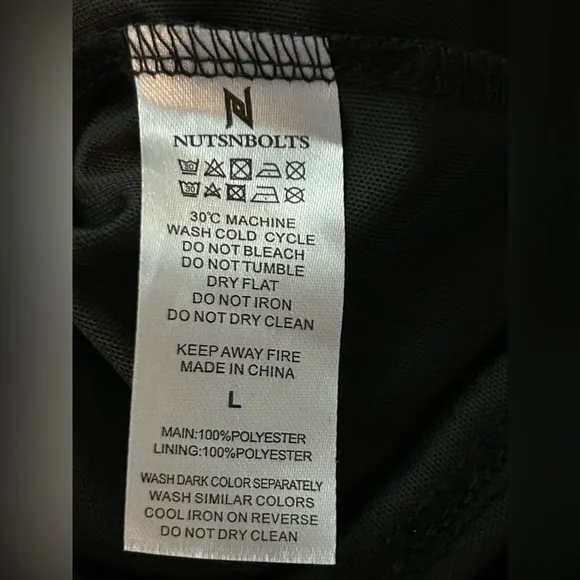 NUTSNBOLTS
30
30
30°C MACHINE
WASH COLD CYCLE
DO NOT BLEACH
DO NOT TUMBLE
DRY FLAT
DO NOT IRON
DO NOT DRY CLEAN
KEEP AWAY FIRE
MADE IN CHINA
L
MAIN:100%POLYESTER
LINING:100%POLYESTER
WASH DARK COLOR SEPARATELY
WASH SIMILAR COLORS
COOL IRON ON REVERSE
DO NOT DRY CLEAN